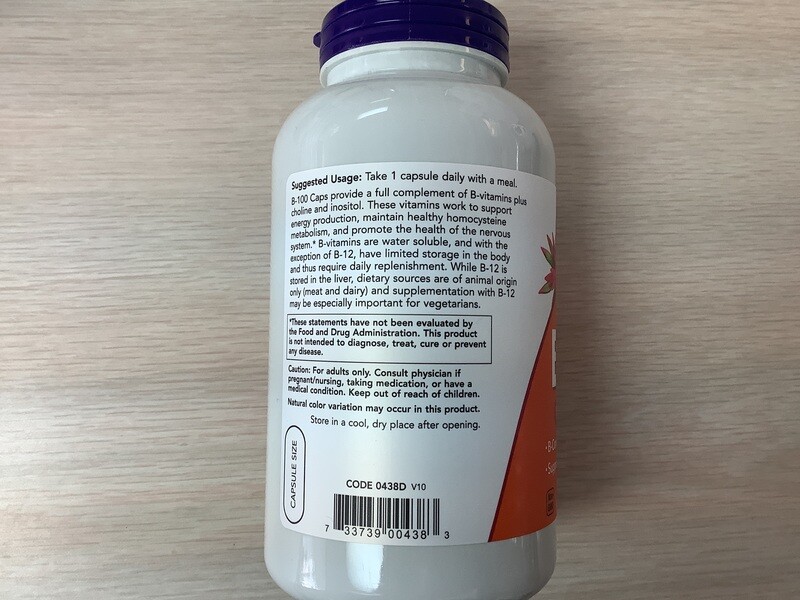 Suggested Usage: Take 1 capsule daily with a meal.
B-100 Caps provide a full complement of B-vitamins plus
choline and inositol. These vitamins work to support
energy production, maintain healthy homocysteine
metabolism, and promote the health of the nervous
system.* B-vitamins are water soluble, and with the
exception of B-12, have limited storage in the body
and thus require daily replenishment. While B-12 is
stored in the liver, dietary sources are of animal origin
only (meat and dairy) and supplementation with B-12
may be especially important for vegetarians.
*These statements have not been evaluated by
the Food and Drug Administration. This product
is not intended to diagnose, treat, cure or prevent
any disease.
Caution: For adults only. Consult physician if
pregnant/nursing, taking medication, or have a
medical condition. Keep out of reach of children.
Natural color variation may occur in this product.
Store in a cool, dry place after opening.
CAPSULE SIZE
CODE 0438D V10
7 33739 00438 3